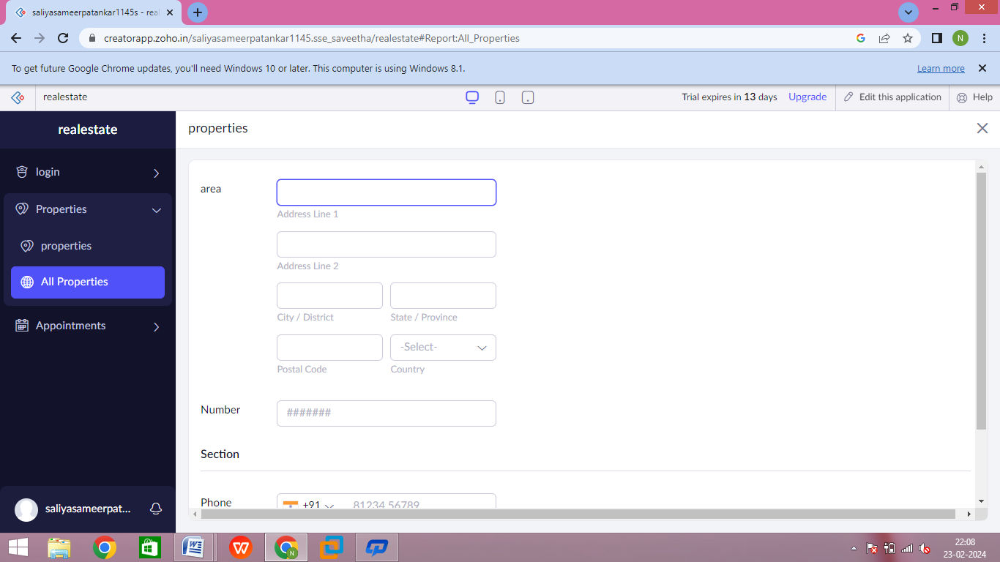 saliyasameerpatankar1145s - real
creatorapp.zoho.in/saliyasameerpatankar1145.sse_saveetha/realestate#Report:All_Properties
N
To get future Google Chrome updates, you'll need Windows 10 or later. This computer is using Windows 8.1.
Learn more
realestate
Trial expires in 13 days
Upgrade
Edit this application
Help
realestate
properties
login
Properties
properties
All Properties
Appointments
saliyasameerpat...
area
Address Line 1
Address Line 2
City / District
State / Province
-Select-
Postal Code
Country
Number
#######
Section
Phone
+91
81234 56789
22:08
23-02-2024